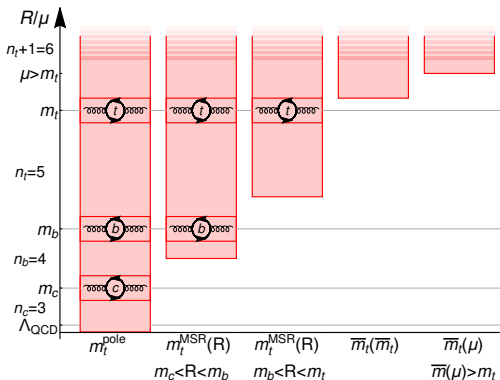 R/μ
n_t+1=6
μ>m_t
m_t
n_t=5
m_b
n_b=4
m_c
n_c=3
Λ_QCD
t
t
t
b
b
c
m_t^pole
m_t^MSR(R)
m_c<R<m_b
m_t^MSR(R)
m_b<R<m_t
m̅_t(m̅_t)
m̅_t(μ)
m̅(μ)>m_t